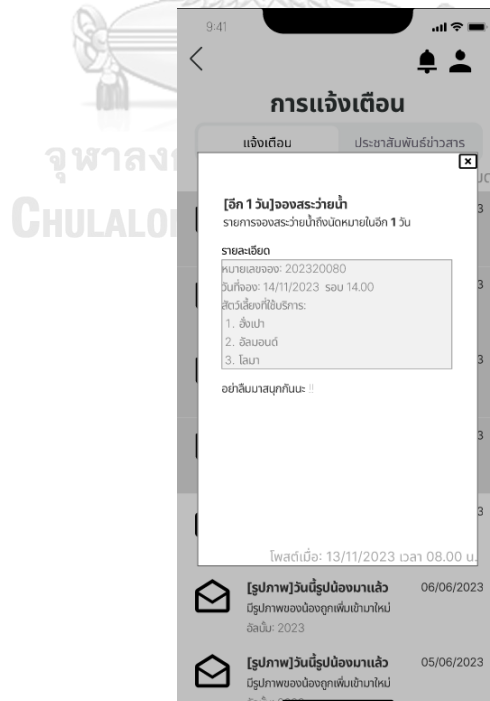 9:41
การแจ้งเตือน
แจ้งเตือน
ประชาสัมพันธ์ข่าวสาร
[อีก 1 วัน]จองสระว่ายน้ำ
รายการจองสระว่ายน้ำถึงนัดหมายในอีก 1 วัน
รายละเอียด
หมายเลขจอง: 202320080
วันที่จอง: 14/11/2023 รอบ 14.00
สัตว์เลี้ยงที่ใช้บริการ:
1. ฮั่งเปา
2. อัลมอนด์
3. โลมา
อย่าลืมมาสนุกกันนะ !!
โพสต์เมื่อ: 13/11/2023 เวลา 08.00 น.
[รูปภาพ]วันนี้รูปน้องมาแล้ว 06/06/2023
มีรูปภาพของน้องถูกเพิ่มเข้ามาใหม่
อัลบั้ม: 2023
[รูปภาพ]วันนี้รูปน้องมาแล้ว 05/06/2023
มีรูปภาพของน้องถูกเพิ่มเข้ามาใหม่
จุฬาลง
CHULALO